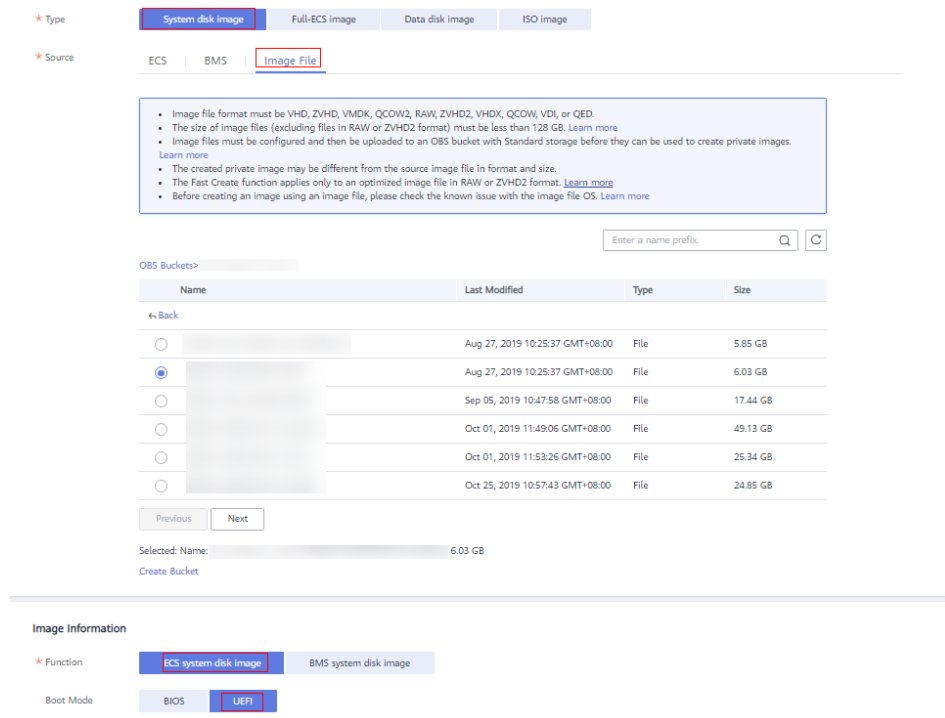 * Type System disk image Full-ECS image Data disk image ISO image
* Source ECS | BMS | Image File
• Image file format must be VHD, ZVHD, VMDK, QCOW2, RAW, ZVHD2, VHDX, QCOW, VDI, or QED.
• The size of image files (excluding files in RAW or ZVHD2 format) must be less than 128 GB. Learn more
• Image files must be configured and then be uploaded to an OBS bucket with Standard storage before they can be used to create private images.
Learn more
• The created private image may be different from the source image file in format and size.
• The Fast Create function applies only to an optimized image file in RAW or ZVHD2 format. Learn more
• Before creating an image using an image file, please check the known issue with the image file OS. Learn more
Enter a name prefix.
OBS Buckets>
Name Last Modified Type Size
Back
Aug 27, 2019 10:25:37 GMT+08:00 File 5.85 GB
Aug 27, 2019 10:25:37 GMT+08:00 File 6.03 GB
Sep 05, 2019 10:47:58 GMT+08:00 File 17.44 GB
Oct 01, 2019 11:49:06 GMT+08:00 File 49.13 GB
Oct 01, 2019 11:53:26 GMT+08:00 File 25.34 GB
Oct 25, 2019 10:57:43 GMT+08:00 File 24.85 GB
Previous Next
Selected: Name: 6.03 GB
Create Bucket
Image Information
* Function ECS system disk image BMS system disk image
Boot Mode BIOS UEFI